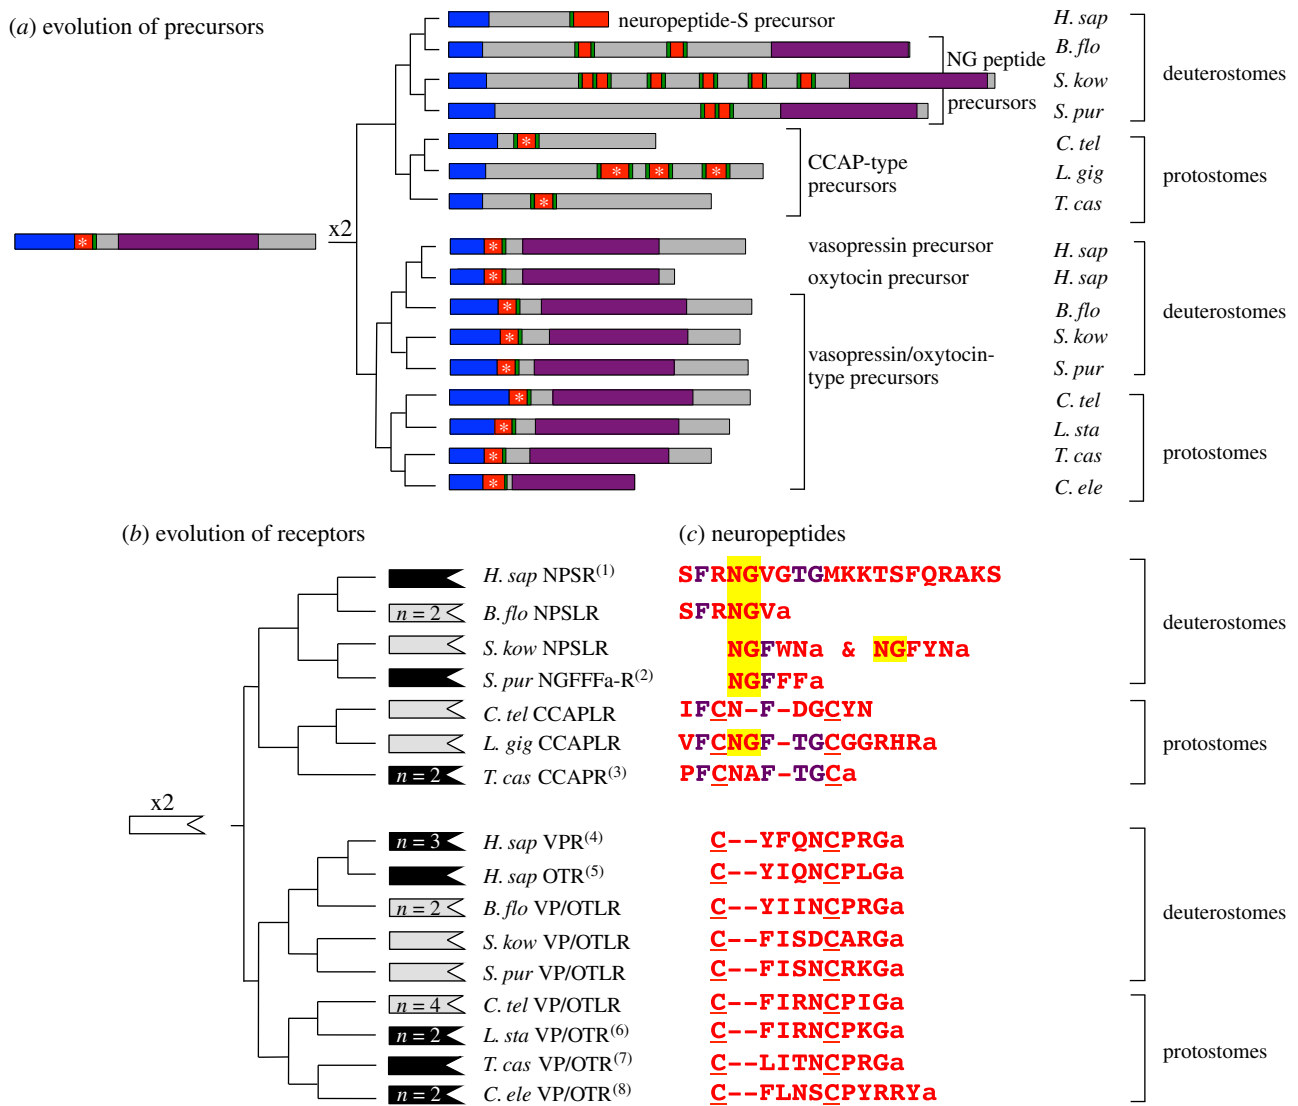 (a) evolution of precursors
neuropeptide-S precursor
NG peptide
precursors
CCAP-type
precursors
x2
*
*
* * *
*
vasopressin precursor
oxytocin precursor
vasopressin/oxytocin-
type precursors
*
*
*
*
*
*
*
*
*
H. sap
B. flo
S. kow
S. pur
deuterostomes
C. tel
L. gig
T. cas
protostomes
H. sap
H. sap
B. flo
S. kow
S. pur
deuterostomes
C. tel
L. sta
T. cas
C. ele
protostomes
(b) evolution of receptors
x2
H. sap NPSR(1)
n = 2 B. flo NPSLR
S. kow NPSLR
S. pur NGFFFa-R(2)
C. tel CCAPLR
L. gig CCAPLR
n = 2 T. cas CCAPR(3)
n = 3 H. sap VPR(4)
H. sap OTR(5)
n = 2 B. flo VP/OTLR
S. kow VP/OTLR
S. pur VP/OTLR
n = 4 C. tel VP/OTLR
n = 2 L. sta VP/OTR(6)
T. cas VP/OTR(7)
n = 2 C. ele VP/OTR(8)
(c) neuropeptides
SFRNGVGTGMKKTSFQRAKS
SFRNGVa
NGFWNa & NGFYNa
NGFFFa
IFCN-F-DGCYN
VFCNGF-TGCGGRHRa
PFCNAF-TGCa
C--YFQNCPRGa
C--YIQNCPLGa
C--YIINCPRGa
C--FISDCARGa
C--FISNCRKGa
C--FIRNCPIGa
C--FIRNCPKGa
C--LITNCPRGa
C--FLNSCPYRRYa
deuterostomes
protostomes
deuterostomes
protostomes